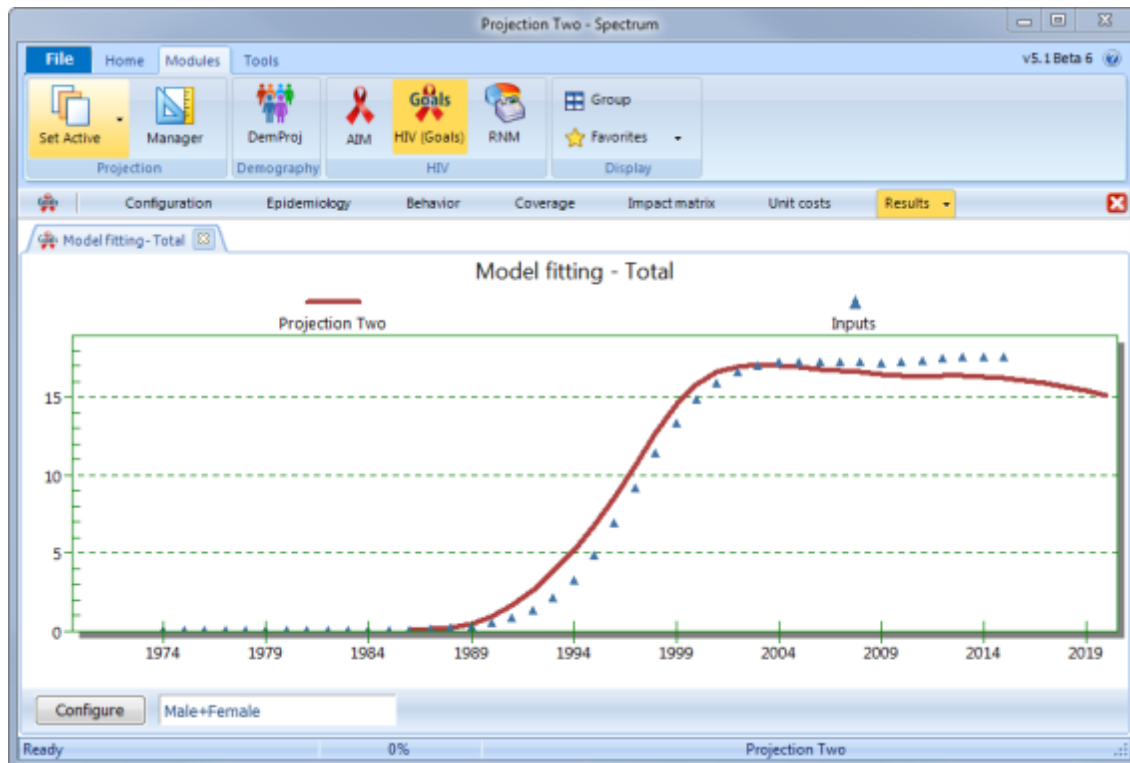 Projection Two - Spectrum
File Home Modules Tools v5.1 Beta 6
Set Active Manager DemProj AIM Goals HIV (Goals) RNM Group
Favorites
Projection Demography HIV Display
Configuration Epidemiology Behavior Coverage Impact matrix Unit costs Results
Model fitting - Total
Model fitting - Total
Projection Two Inputs
15
10
5
0
1974 1979 1984 1989 1994 1999 2004 2009 2014 2019
Configure Male+Female
Ready 0% Projection Two